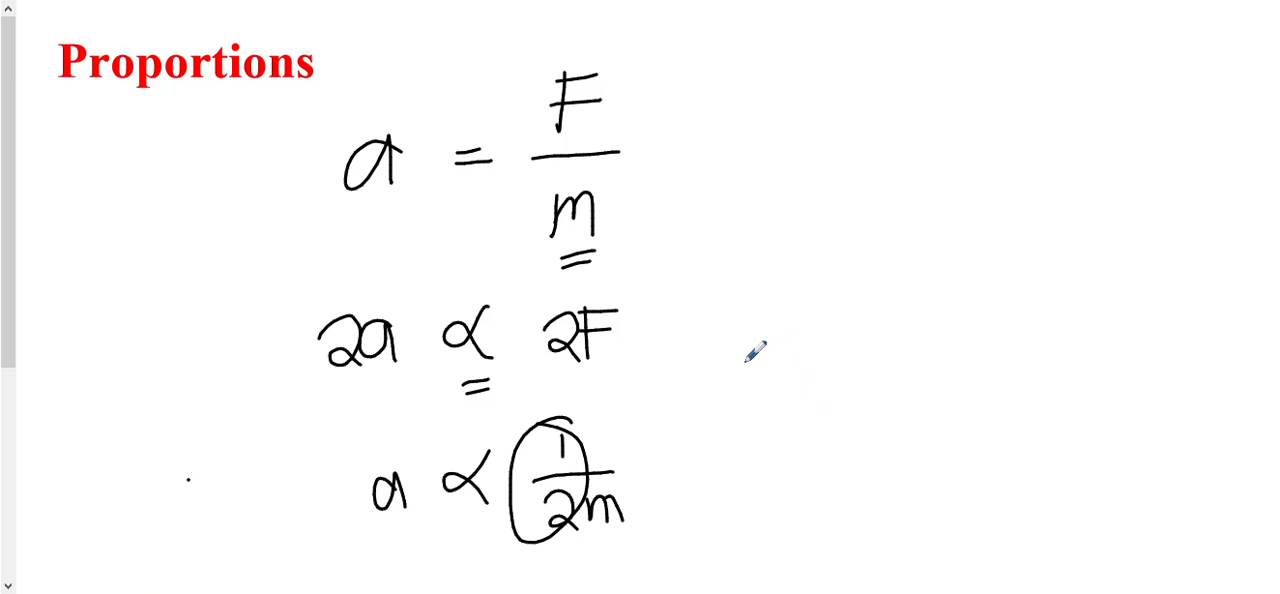 Proportions
a = F/m
=
2a ∝ 2F
=
a ∝ 1/2m